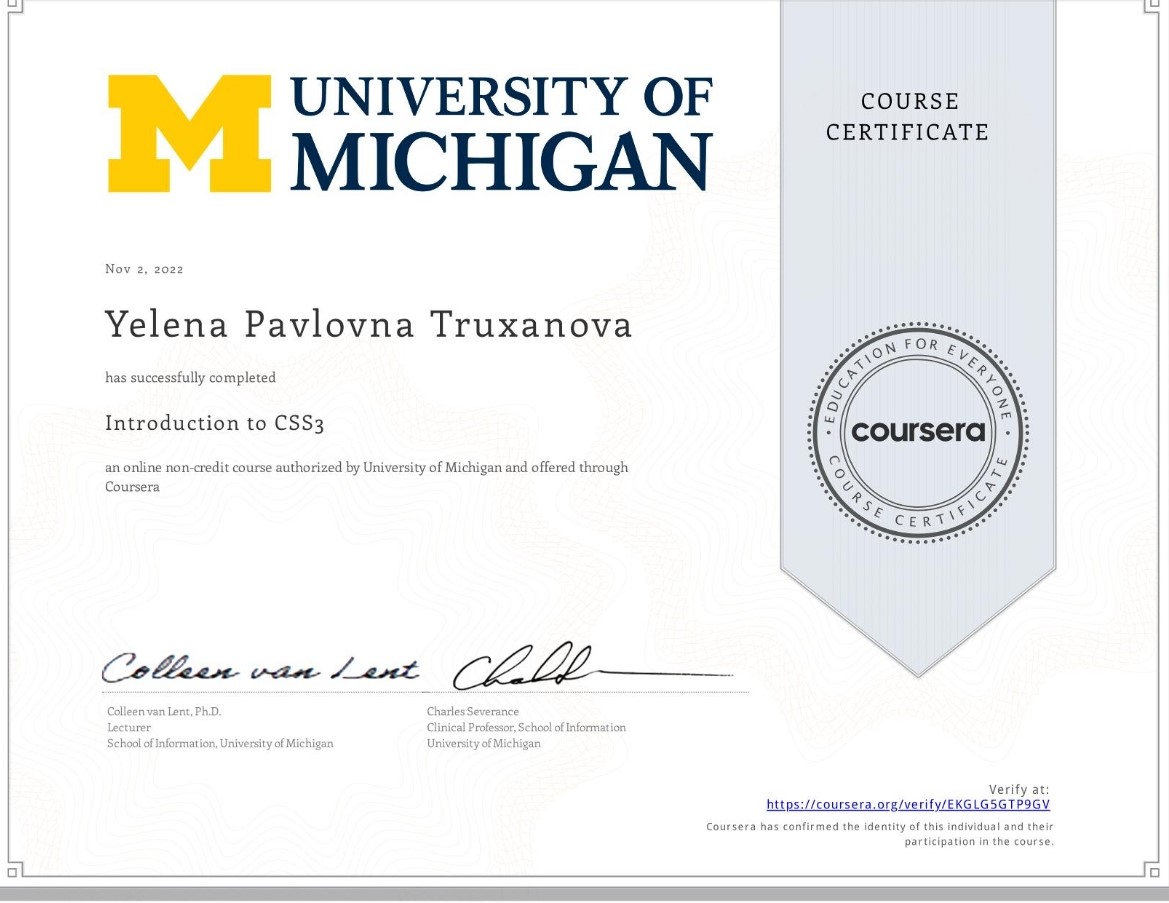 UNIVERSITY OF
MICHIGAN
COURSE
CERTIFICATE
Nov 2, 2022
Yelena Pavlovna Truxanova
has successfully completed
Introduction to CSS3
an online non-credit course authorized by University of Michigan and offered through
Coursera
EDUCATION FOR EVERYONE
coursera
COURSE CERTIFICATE
Colleen van Lent
Colleen van Lent, Ph.D.
Lecturer
School of Information, University of Michigan
Charles Severance
Clinical Professor, School of Information
University of Michigan
Verify at:
https://coursera.org/verify/EKGLG5GTP9GV
Coursera has confirmed the identity of this individual and their
participation in the course.